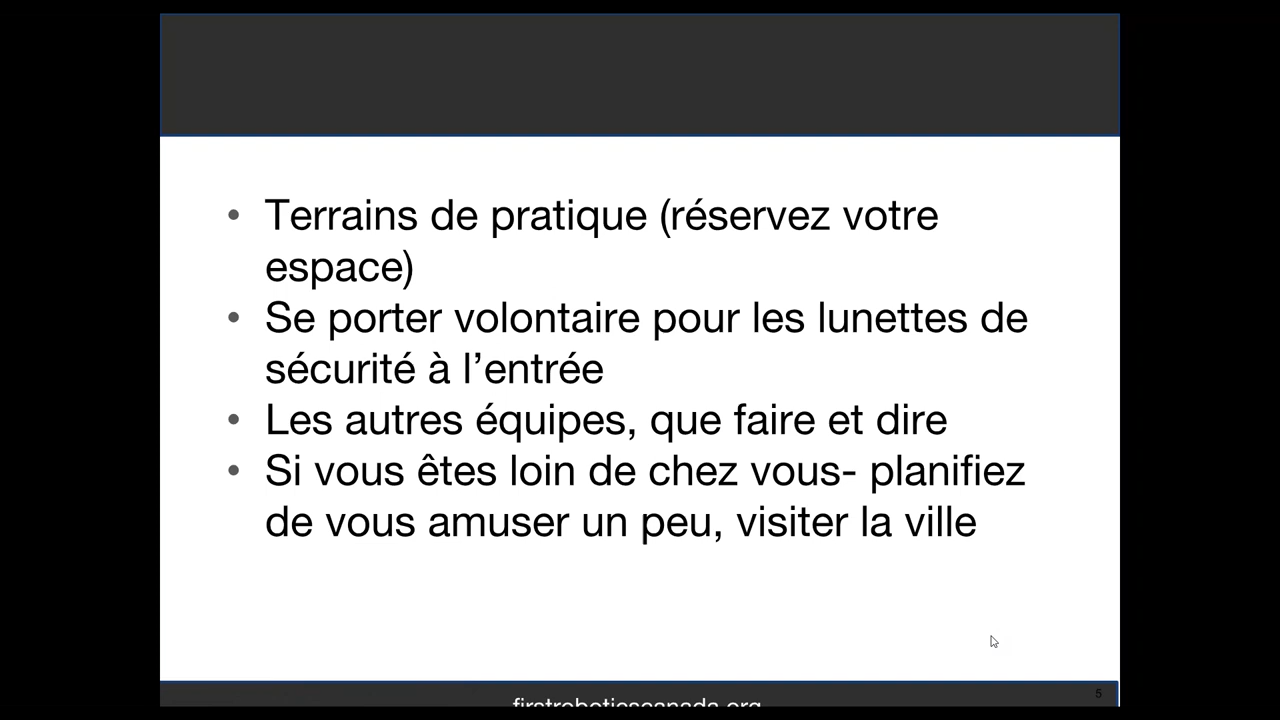 • Terrains de pratique (réservez votre
espace)
• Se porter volontaire pour les lunettes de
sécurité à l’entrée
• Les autres équipes, que faire et dire
• Si vous êtes loin de chez vous- planifiez
de vous amuser un peu, visiter la ville
firstroboticscanada.org
5